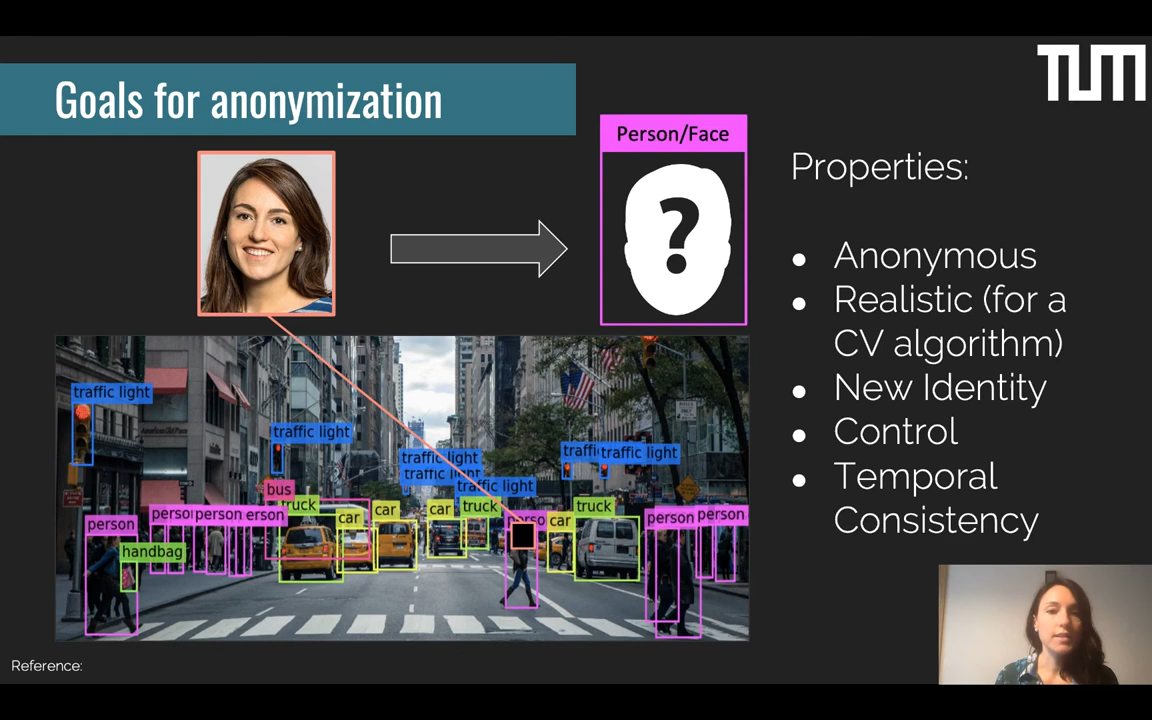 TUM
Goals for anonymization
Person/Face
?
Properties:
● Anonymous
● Realistic (for a
CV algorithm)
● New Identity
● Control
● Temporal
Consistency
traffic light
traffic light
traffic light
traffic light
traffic light
traffi
traffic light
bus
truck
car
car
car
truck
car
truck
person
person
person
erson
person
person
handbag
Reference: